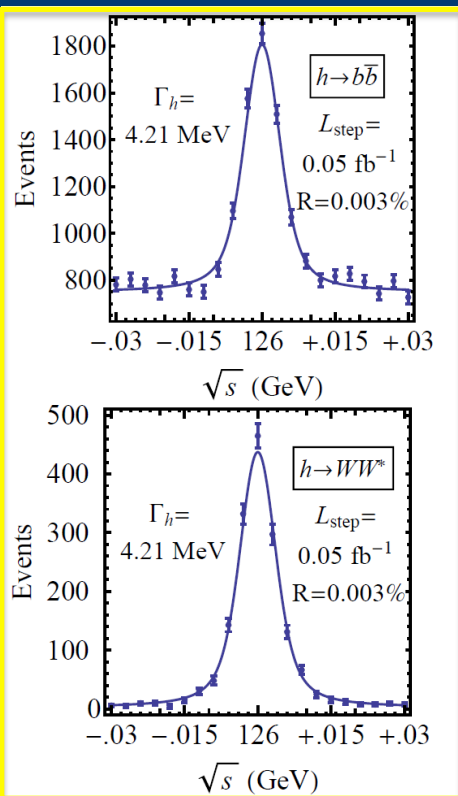 1800
1600
1400
1200
1000
800
Events
Γh=
4.21 MeV
h→bb̄
Lstep=
0.05 fb⁻¹
R=0.003%
−.03 −.015 126 +.015 +.03
√s (GeV)
500
400
300
200
100
0
Events
Γh=
4.21 MeV
h→WW*
Lstep=
0.05 fb⁻¹
R=0.003%
−.03 −.015 126 +.015 +.03
√s (GeV)